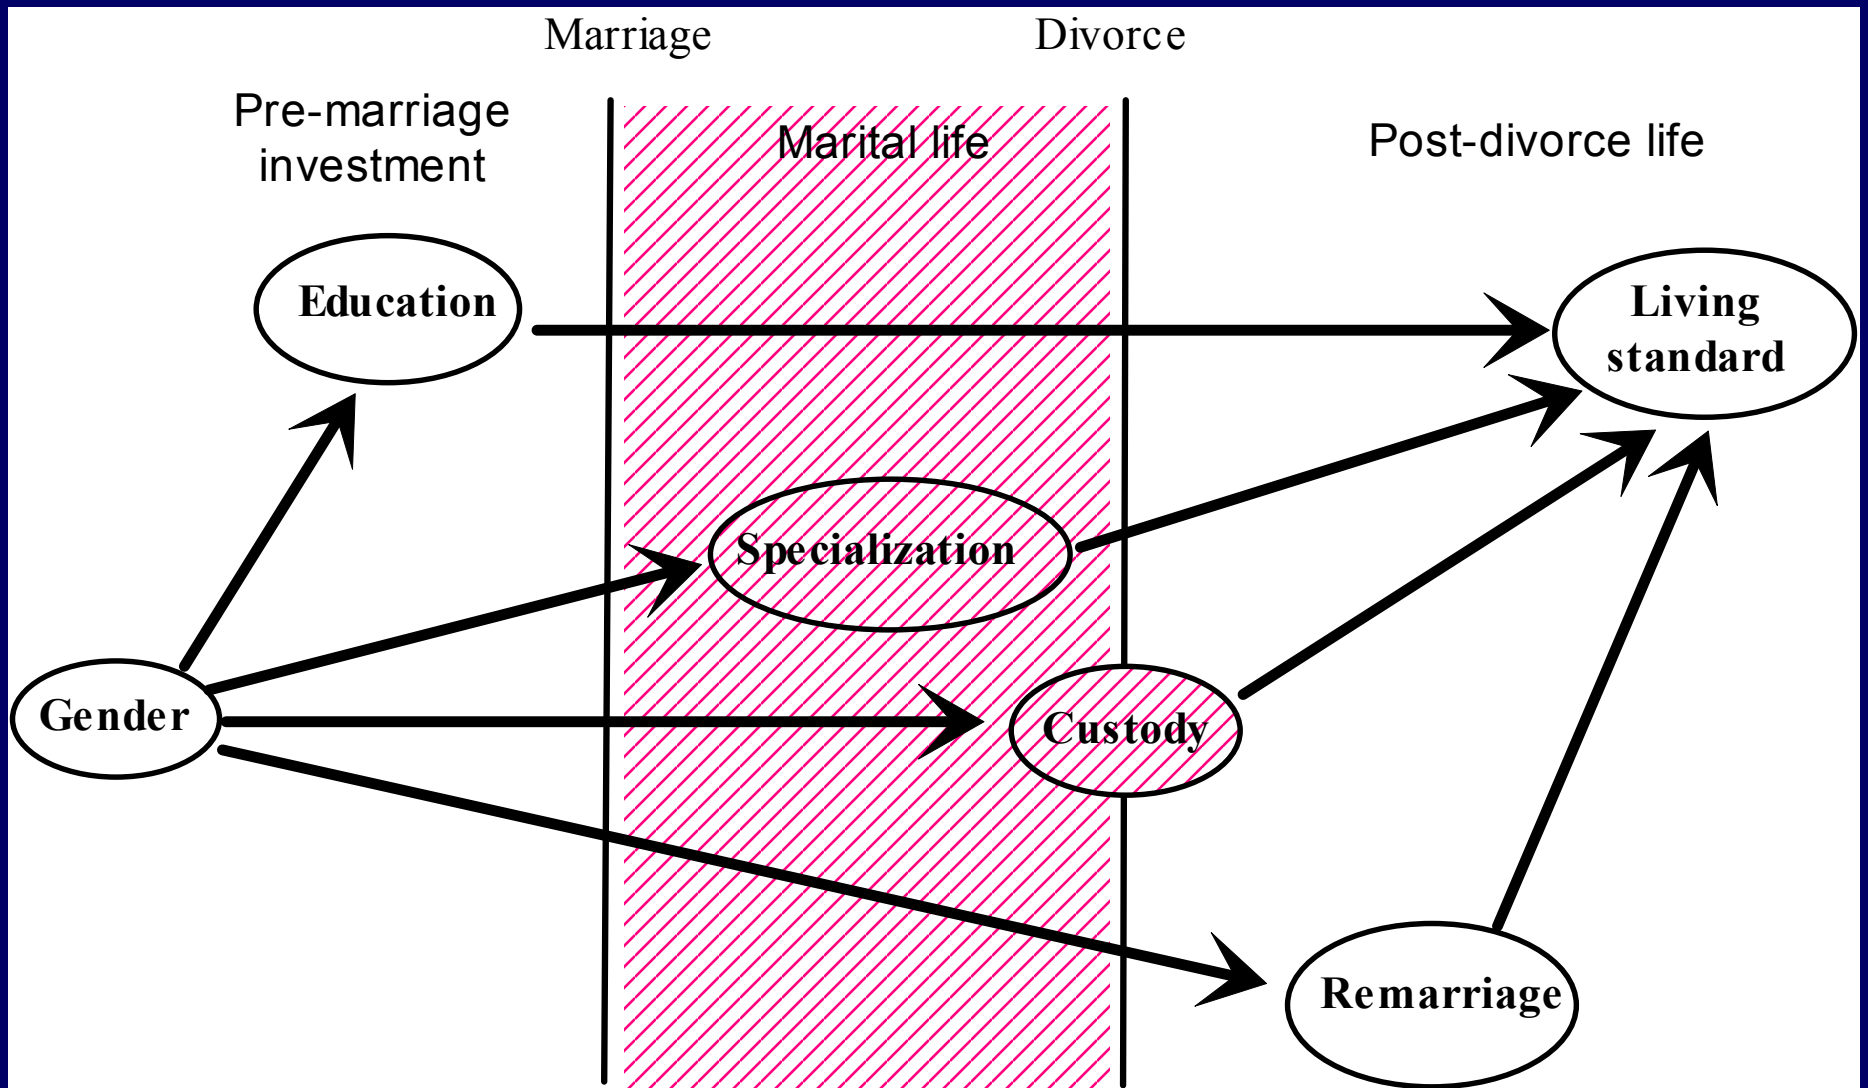 Marriage
Divorce
Pre-marriage
investment
Marital life
Post-divorce life
Education
Living
standard
Specialization
Gender
Custody
Remarriage